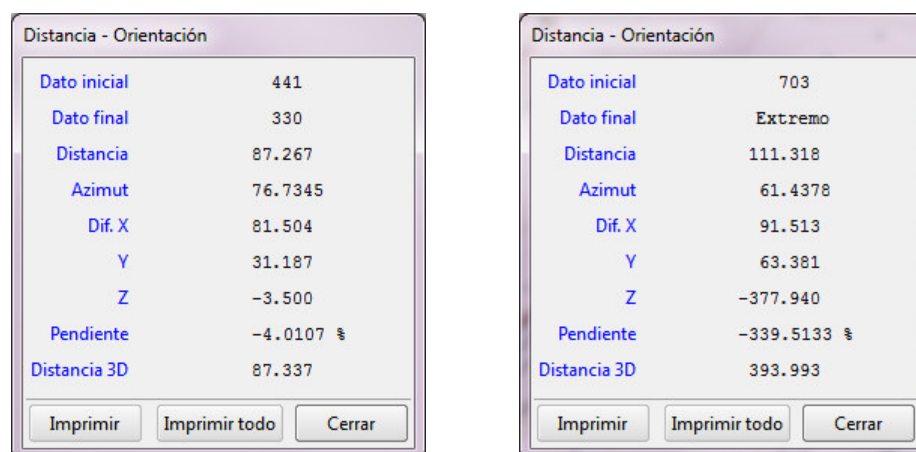 Distancia - Orientación
Dato inicial 441
Dato final 330
Distancia 87.267
Azimut 76.7345
Dif. X 81.504
Y 31.187
Z -3.500
Pendiente -4.0107 %
Distancia 3D 87.337
Imprimir Imprimir todo Cerrar
Distancia - Orientación
Dato inicial 703
Dato final Extremo
Distancia 111.318
Azimut 61.4378
Dif. X 91.513
Y 63.381
Z -377.940
Pendiente -339.5133 %
Distancia 3D 393.993
Imprimir Imprimir todo Cerrar